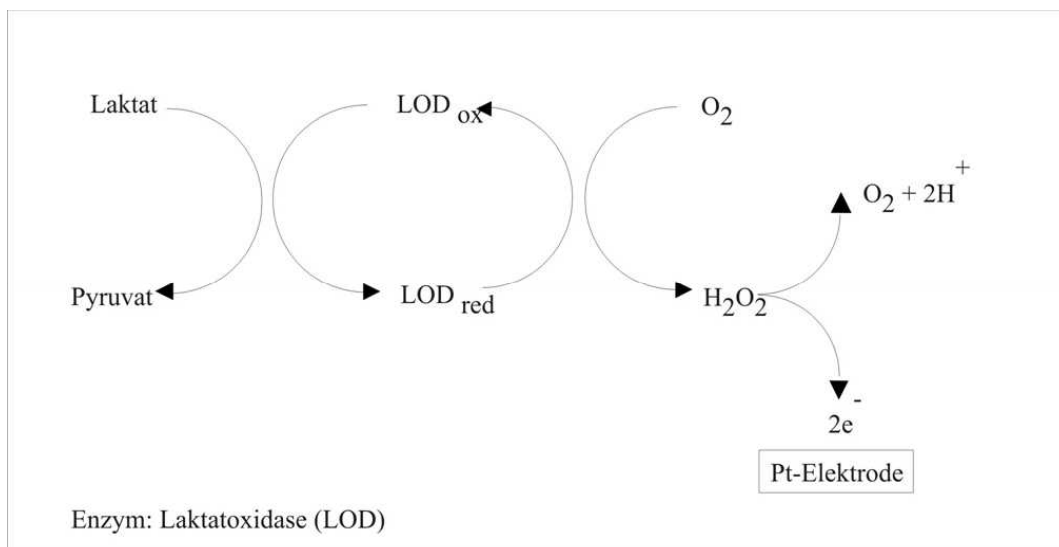 Laktat
LOD ox
O2
O2 + 2H+
Pyruvat
LOD red
H2O2
2e-
Pt-Elektrode
Enzym: Laktatoxidase (LOD)